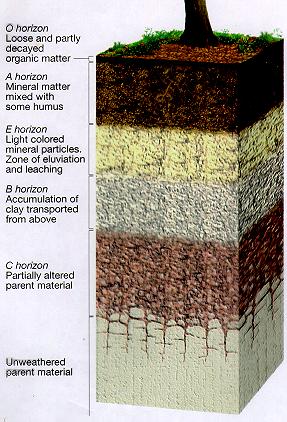 O horizon
Loose and partly
decayed
organic matter
A horizon
Mineral matter
mixed with
some humus
E horizon
Light colored
mineral particles.
Zone of eluviation
and leaching
B horizon
Accumulation of
clay transported
from above
C horizon
Partially altered
parent material
Unweathered
parent material